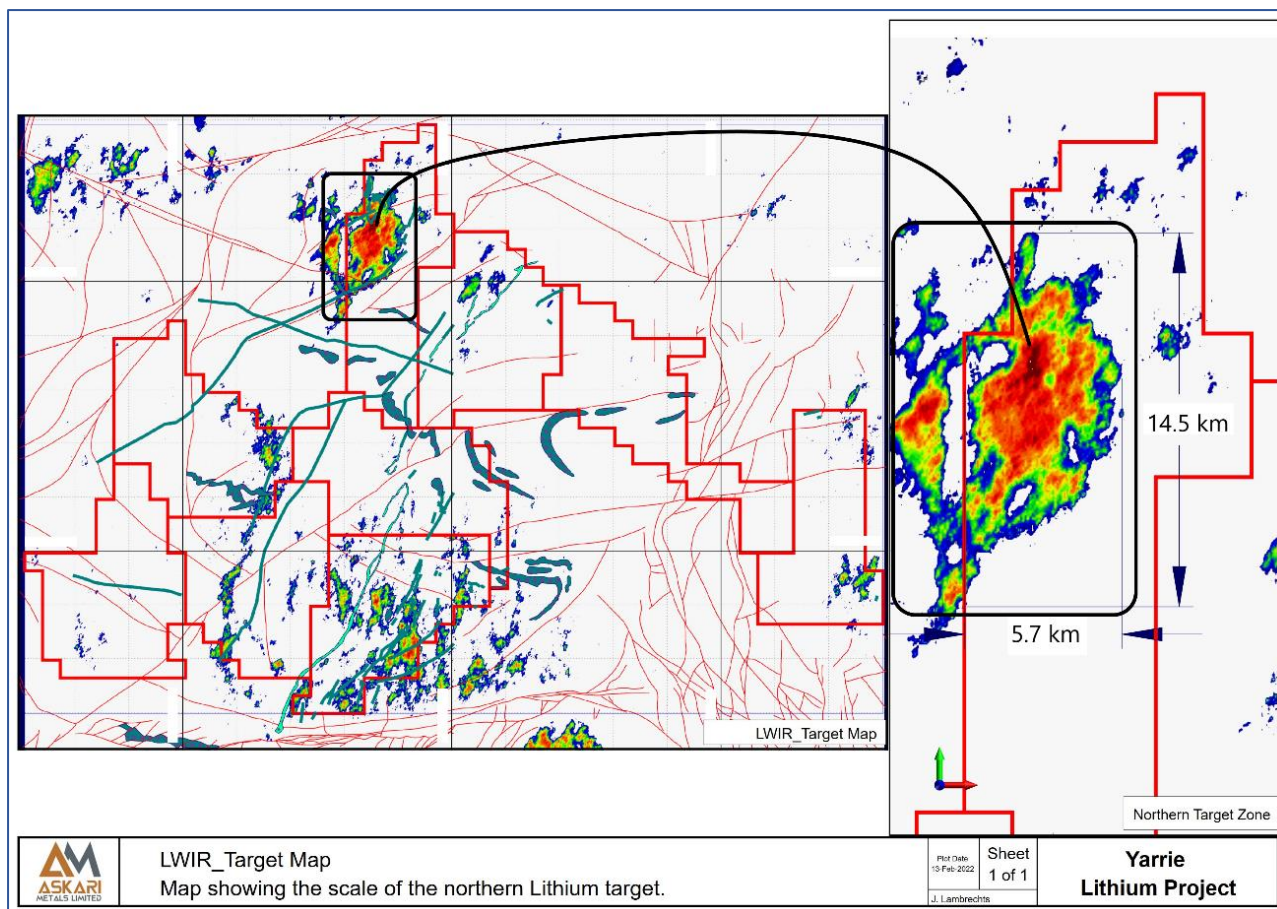 14.5 km
5.7 km
LWIR_Target Map
Northern Target Zone
AM
ASKARI
METALS LIMITED
LWIR_Target Map
Map showing the scale of the northern Lithium target.
Plot Date
13-Feb-2022
J. Lambrechts
Sheet
1 of 1
Yarrie
Lithium Project